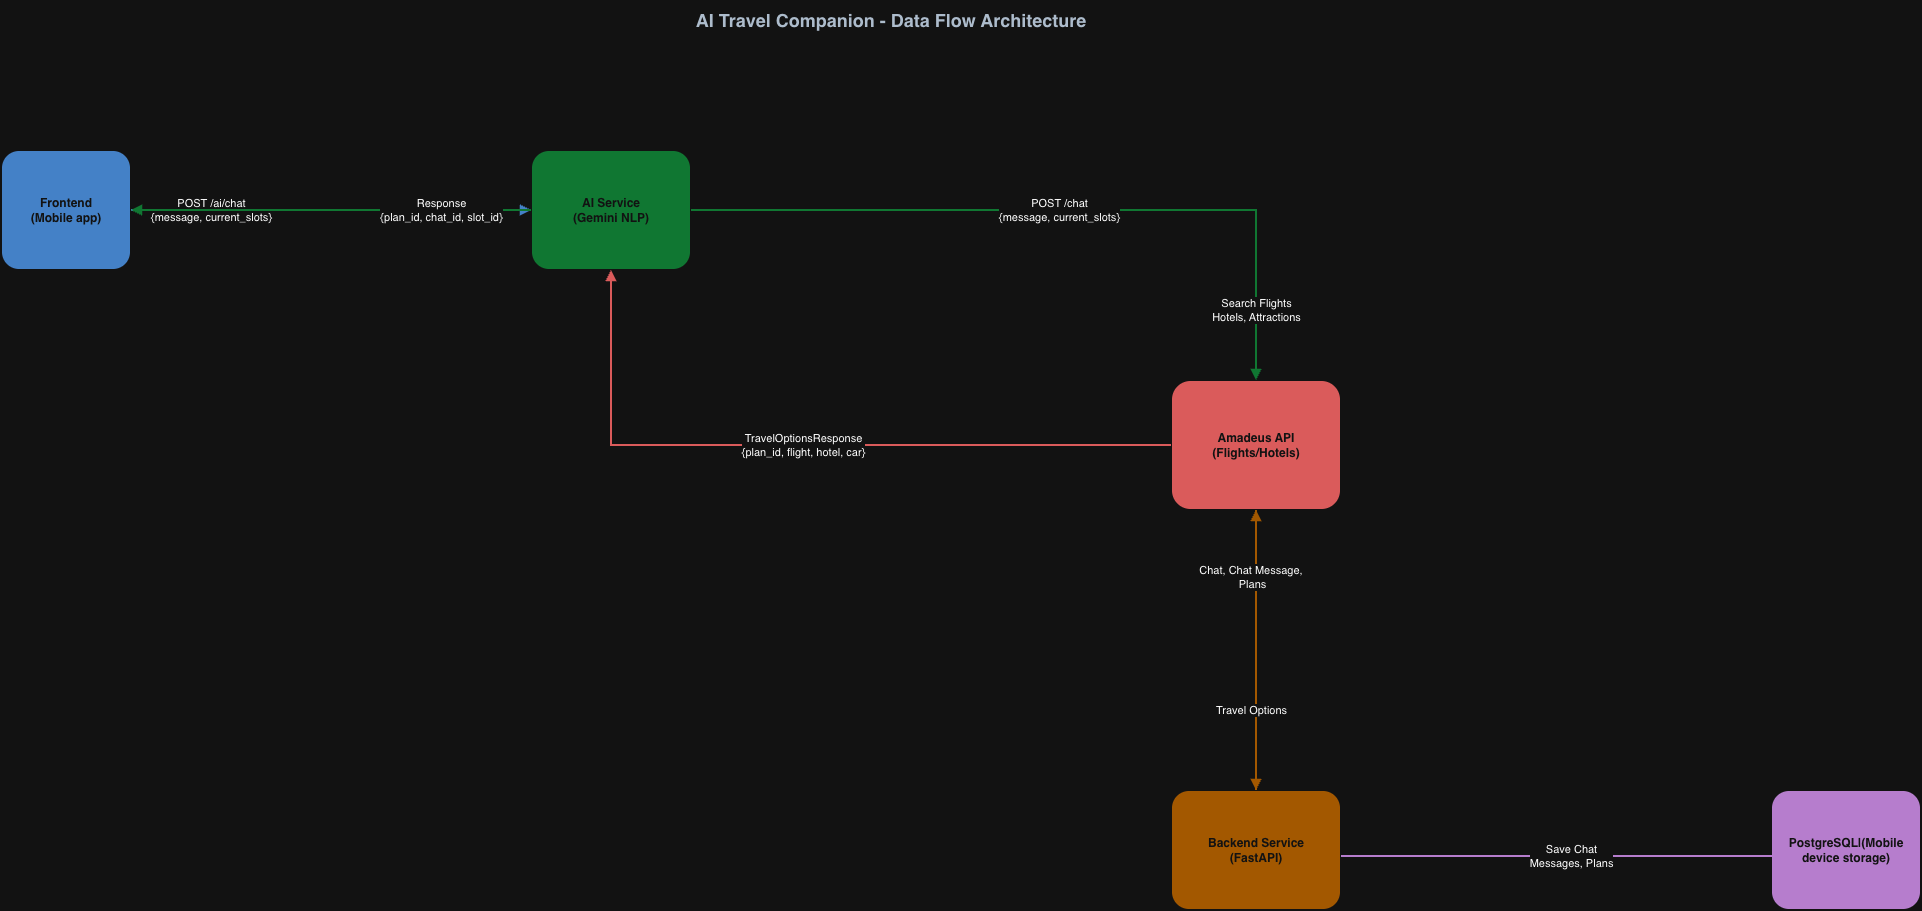 AI Travel Companion - Data Flow Architecture
Frontend
(Mobile app)
POST /ai/chat
{message, current_slots}
Response
{plan_id, chat_id, slot_id}
AI Service
(Gemini NLP)
POST /chat
{message, current_slots}
Search Flights
Hotels, Attractions
TravelOptionsResponse
{plan_id, flight, hotel, car}
Amadeus API
(Flights/Hotels)
Chat, Chat Message,
Plans
Travel Options
Backend Service
(FastAPI)
Save Chat
Messages, Plans
PostgreSQLl(Mobile
device storage)